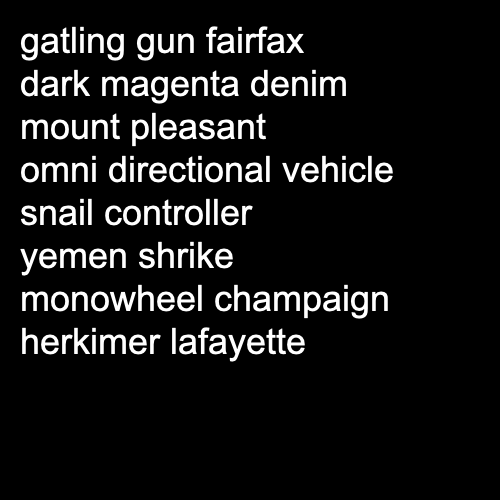 gatling gun fairfax
dark magenta denim
mount pleasant
omni directional vehicle
snail controller
yemen shrike
monowheel champaign
herkimer lafayette